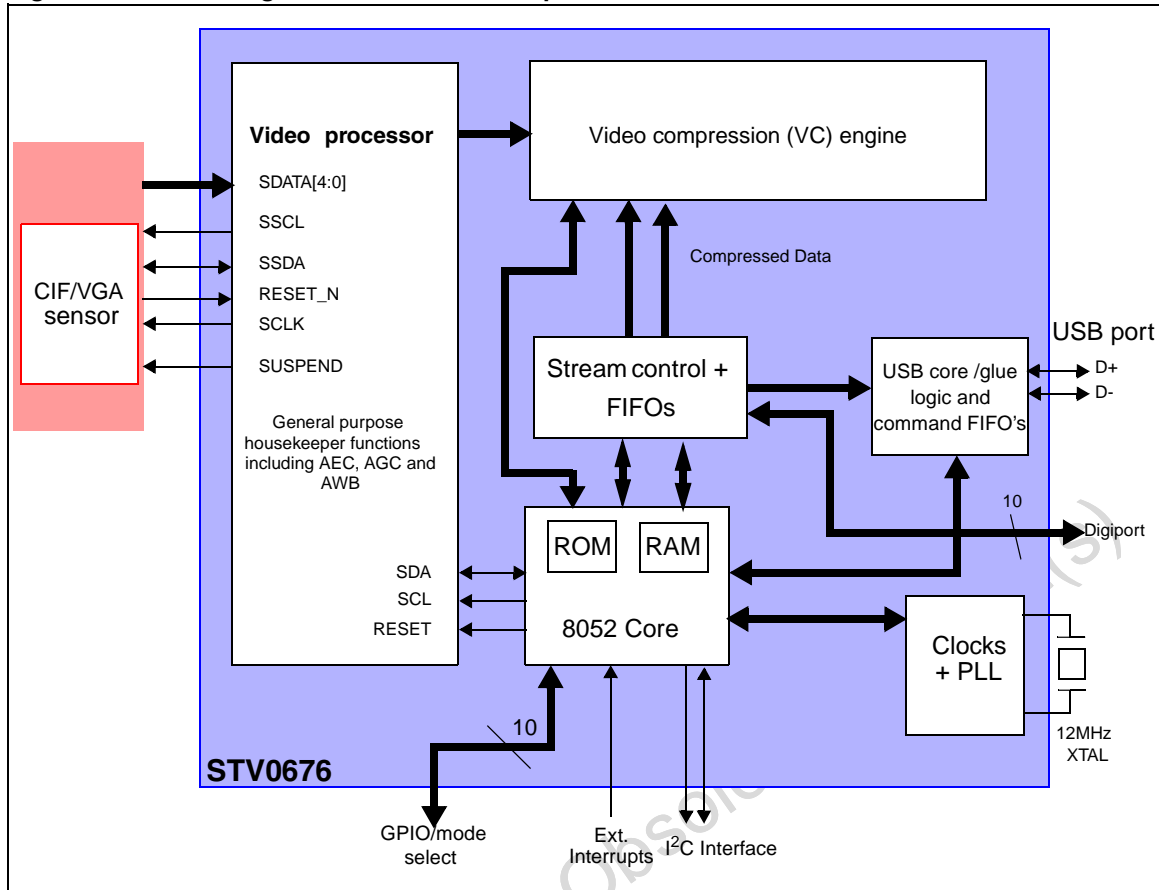 Video processor
SDATA[4:0]
SSCL
SSDA
RESET_N
SCLK
SUSPEND
General purpose
housekeeper functions
including AEC, AGC and
AWB
SDA
SCL
RESET
CIF/VGA
sensor
Video compression (VC) engine
Compressed Data
Stream control +
FIFOs
USB core /glue
logic and
command FIFO's
USB port
D+
D-
10
Digiport
ROM
RAM
8052 Core
Clocks
+ PLL
12MHz
XTAL
10
STV0676
GPIO/mode
select
Ext.
Interrupts
I2C Interface